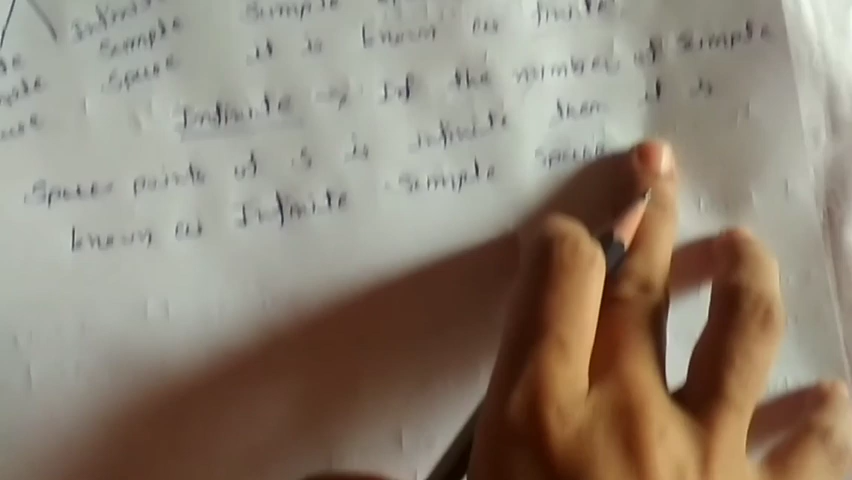 Infinite Sample Sample
Sample it is known as finite
Space
Infinite → If the number of sample
space points of S is infinite then it is
known as Infinite sample space